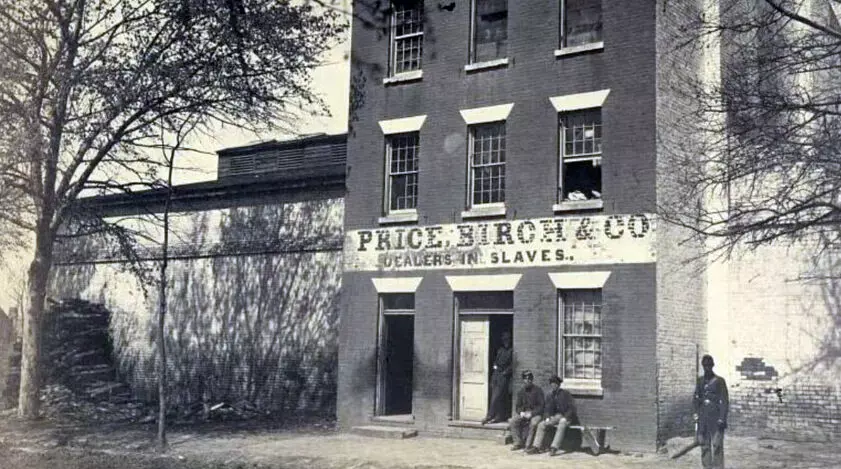 PRICE, BIRCH & CO
DEALERS IN SLAVES.